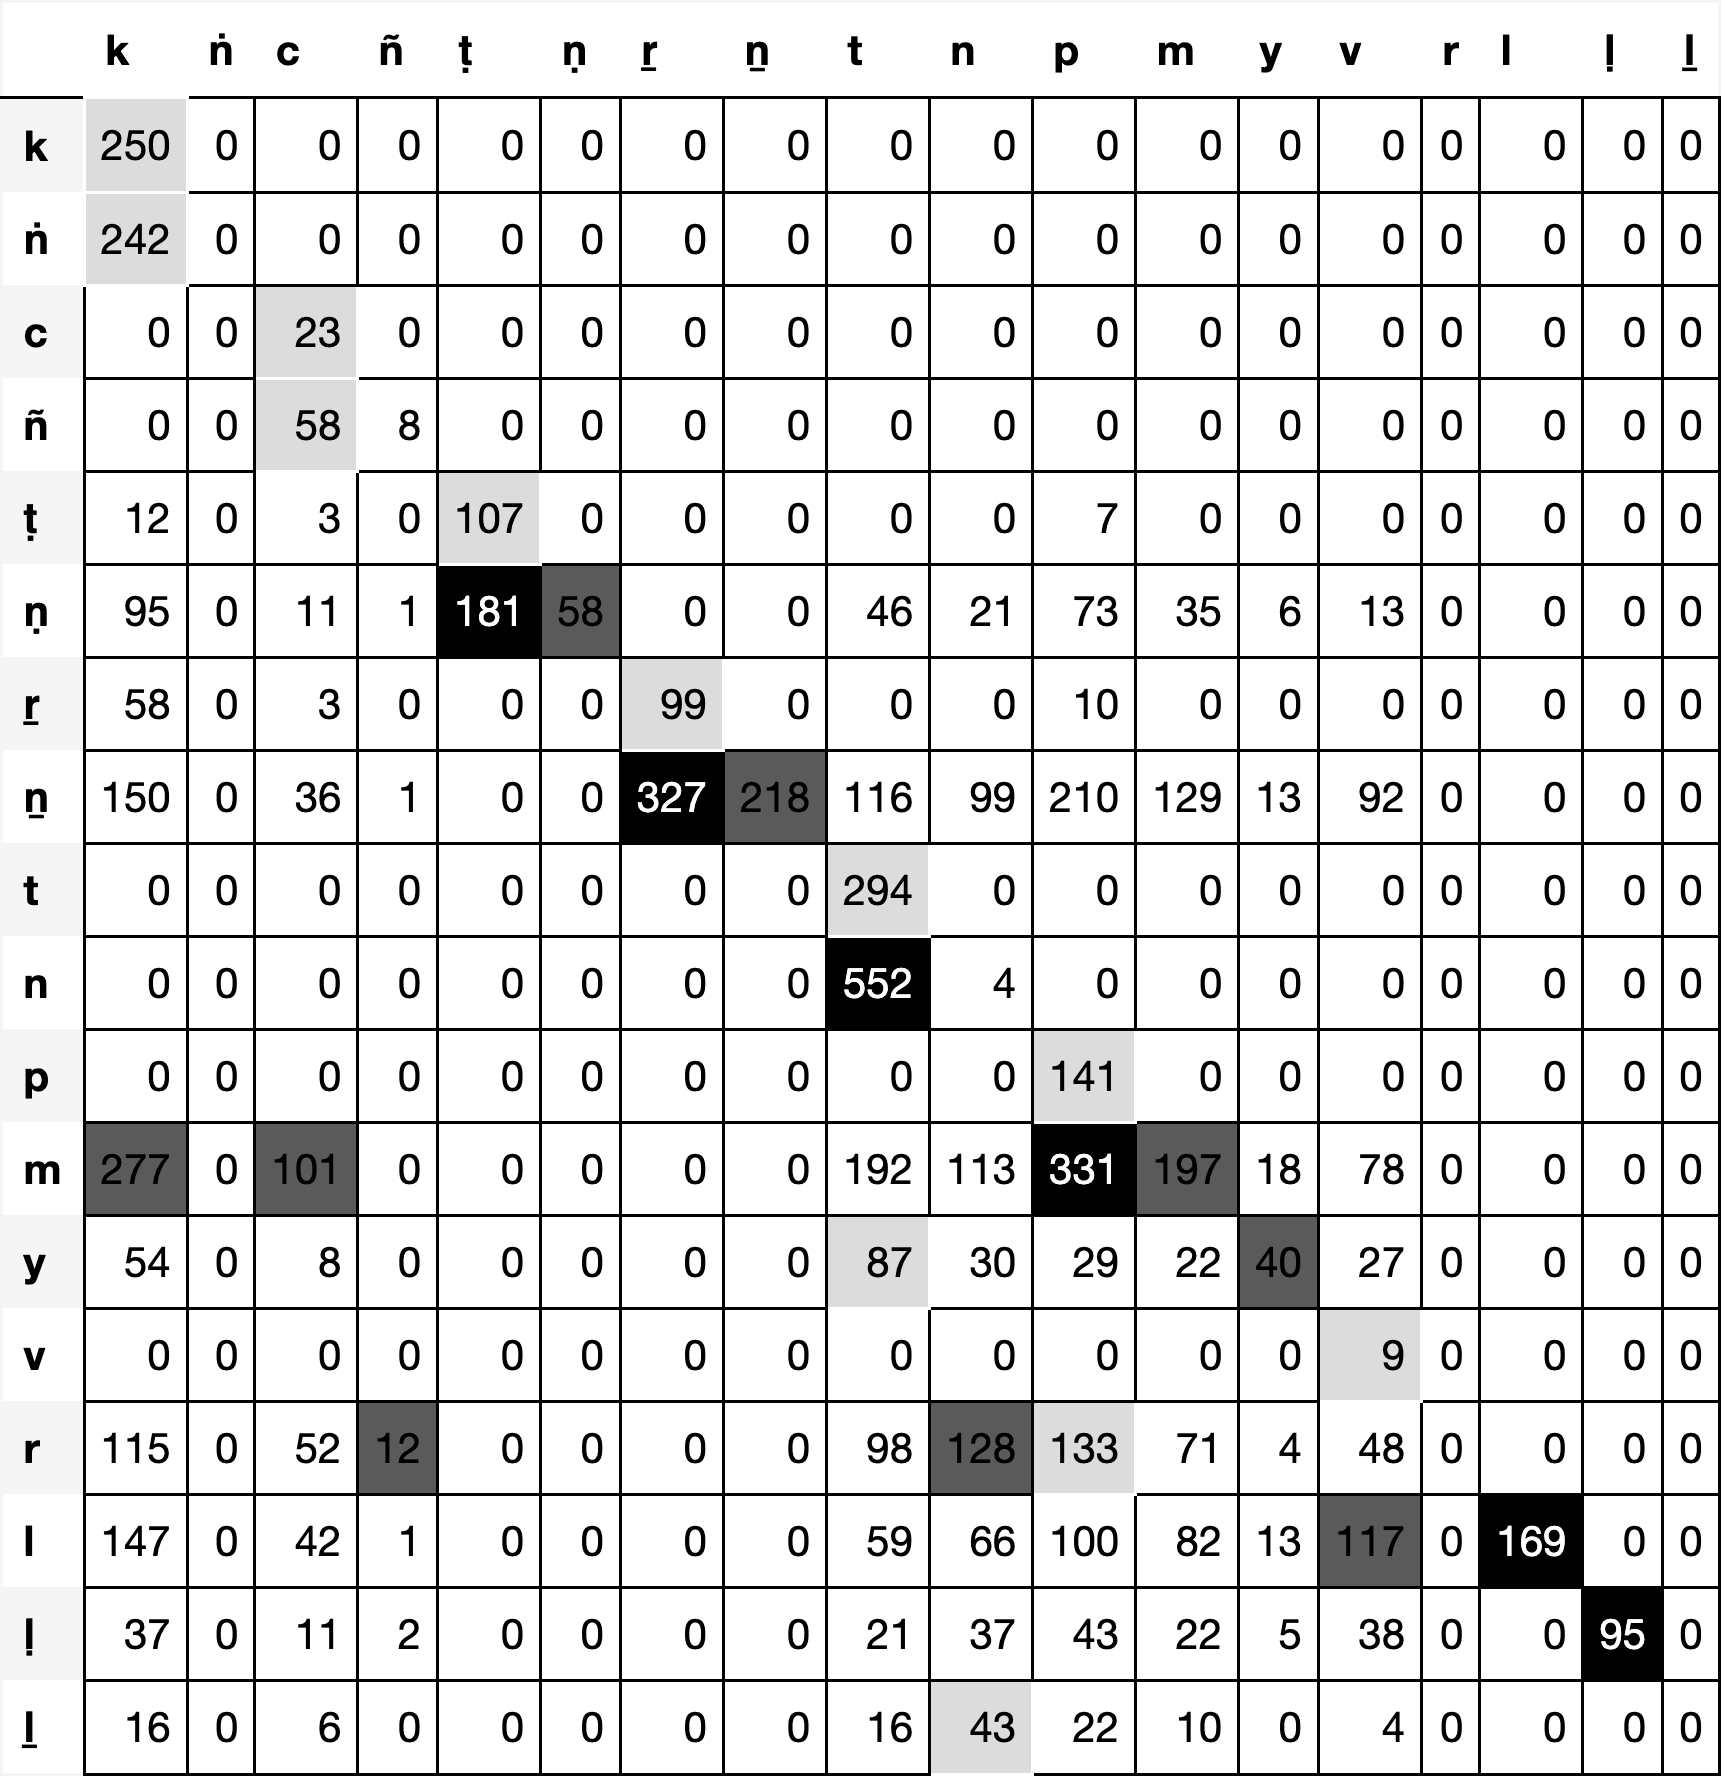 k ṅ c ñ ṭ ṇ ṟ ṉ t n p m y v r l ḷ ḻ
k 250 0 0 0 0 0 0 0 0 0 0 0 0 0 0 0 0 0
ṅ 242 0 0 0 0 0 0 0 0 0 0 0 0 0 0 0 0 0
c 0 0 23 0 0 0 0 0 0 0 0 0 0 0 0 0 0 0
ñ 0 0 58 8 0 0 0 0 0 0 0 0 0 0 0 0 0 0
ṭ 12 0 3 0 107 0 0 0 0 0 7 0 0 0 0 0 0 0
ṇ 95 0 11 1 181 58 0 0 46 21 73 35 6 13 0 0 0 0
ṟ 58 0 3 0 0 0 99 0 0 0 10 0 0 0 0 0 0 0
ṉ 150 0 36 1 0 0 327 218 116 99 210 129 13 92 0 0 0 0
t 0 0 0 0 0 0 0 0 294 0 0 0 0 0 0 0 0 0
n 0 0 0 0 0 0 0 0 552 4 0 0 0 0 0 0 0 0
p 0 0 0 0 0 0 0 0 0 0 141 0 0 0 0 0 0 0
m 277 0 101 0 0 0 0 0 192 113 331 197 18 78 0 0 0 0
y 54 0 8 0 0 0 0 0 87 30 29 22 40 27 0 0 0 0
v 0 0 0 0 0 0 0 0 0 0 0 0 0 9 0 0 0 0
r 115 0 52 12 0 0 0 0 98 128 133 71 4 48 0 0 0 0
l 147 0 42 1 0 0 0 0 59 66 100 82 13 117 0 169 0 0
ḷ 37 0 11 2 0 0 0 0 21 37 43 22 5 38 0 0 95 0
ḻ 16 0 6 0 0 0 0 0 16 43 22 10 0 4 0 0 0 0